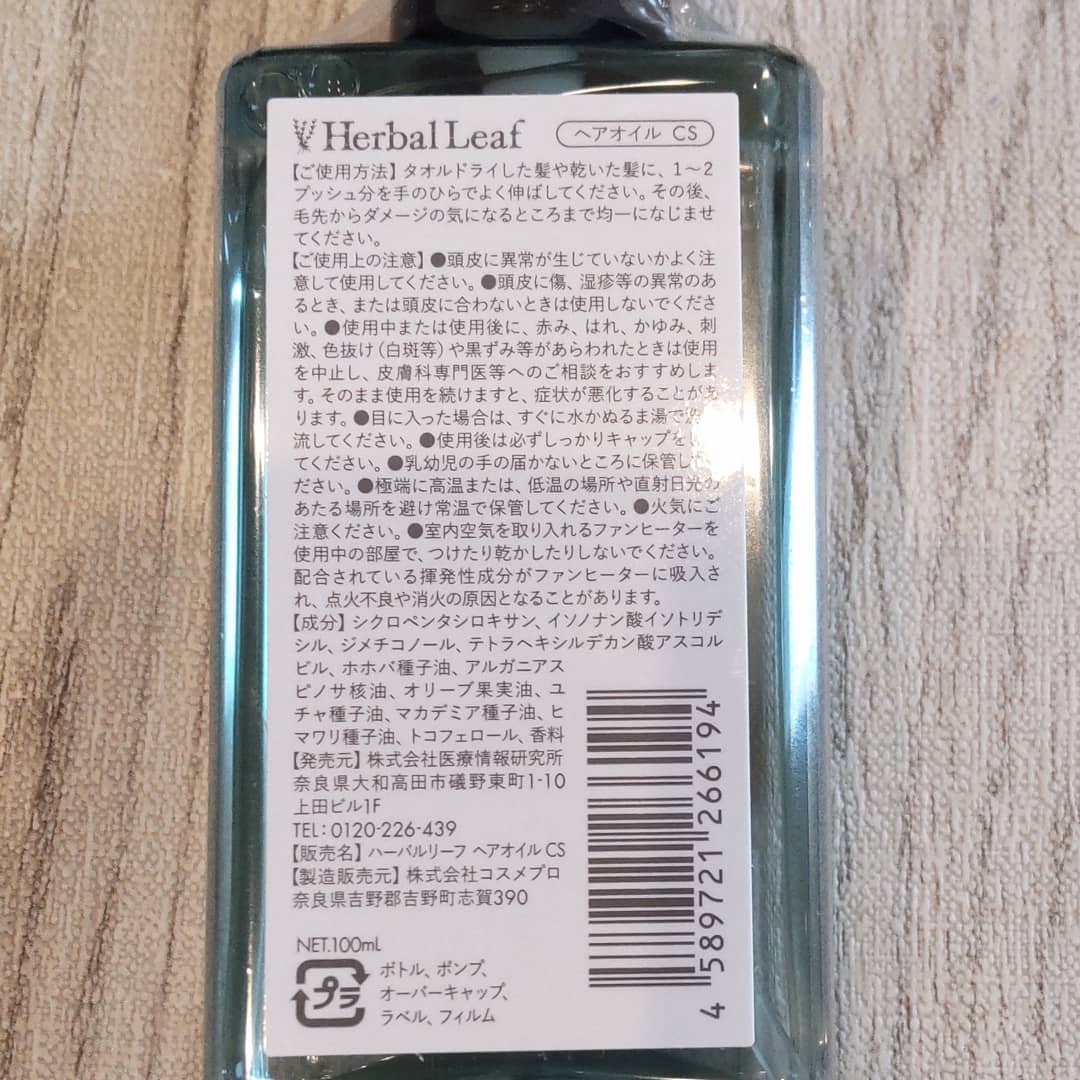 Herbal Leaf ヘアオイル CS
【ご使用方法】タオルドライした髪や乾いた髪に、1〜2
プッシュ分を手のひらでよく伸ばしてください。その後、
毛先からダメージの気になるところまで均一になじませ
てください。
【ご使用上の注意】●頭皮に異常が生じていないかよく注
意して使用してください。●頭皮に傷、湿疹等の異常のあ
るとき、または頭皮に合わないときは使用しないでくださ
い。●使用中または使用後に、赤み、はれ、かゆみ、刺
激、色抜け(白斑等)や黒ずみ等があらわれたときは使用
を中止し、皮膚科専門医等へのご相談をおすすめしま
す。そのまま使用を続けますと、症状が悪化することがあ
ります。●目に入った場合は、すぐに水かぬるま湯で洗
流してください。●使用後は必ずしっかりキャップを
てください。●乳幼児の手の届かないところに保管して
ださい。●極端に高温または、低温の場所や直射日光の
あたる場所を避け常温で保管してください。●火気にご
注意ください。●室内空気を取り入れるファンヒーターを
使用中の部屋で、つけたり乾かしたりしないでください。
配合されている揮発性成分がファンヒーターに吸入さ
れ、点火不良や消火の原因となることがあります。
【成分】シクロペンタシロキサン、イソノナン酸イソトリデ
シル、ジメチコノール、テトラヘキシルデカン酸アスコル
ビル、ホホバ種子油、アルガニアス
ピノサ核油、オリーブ果実油、ユ
チャ種子油、マカデミア種子油、ヒ
マワリ種子油、トコフェロール、香料
【発売元】株式会社医療情報研究所
奈良県大和高田市礒野東町1-10
上田ビル1F
TEL:0120-226-439
【販売名】ハーバルリーフ ヘアオイル CS
【製造販売元】株式会社コスメプロ
奈良県吉野郡吉野町志賀390
NET.100mL
プラ
ボトル、ポンプ、
オーバーキャップ、
ラベル、フィルム
4 589721 266194